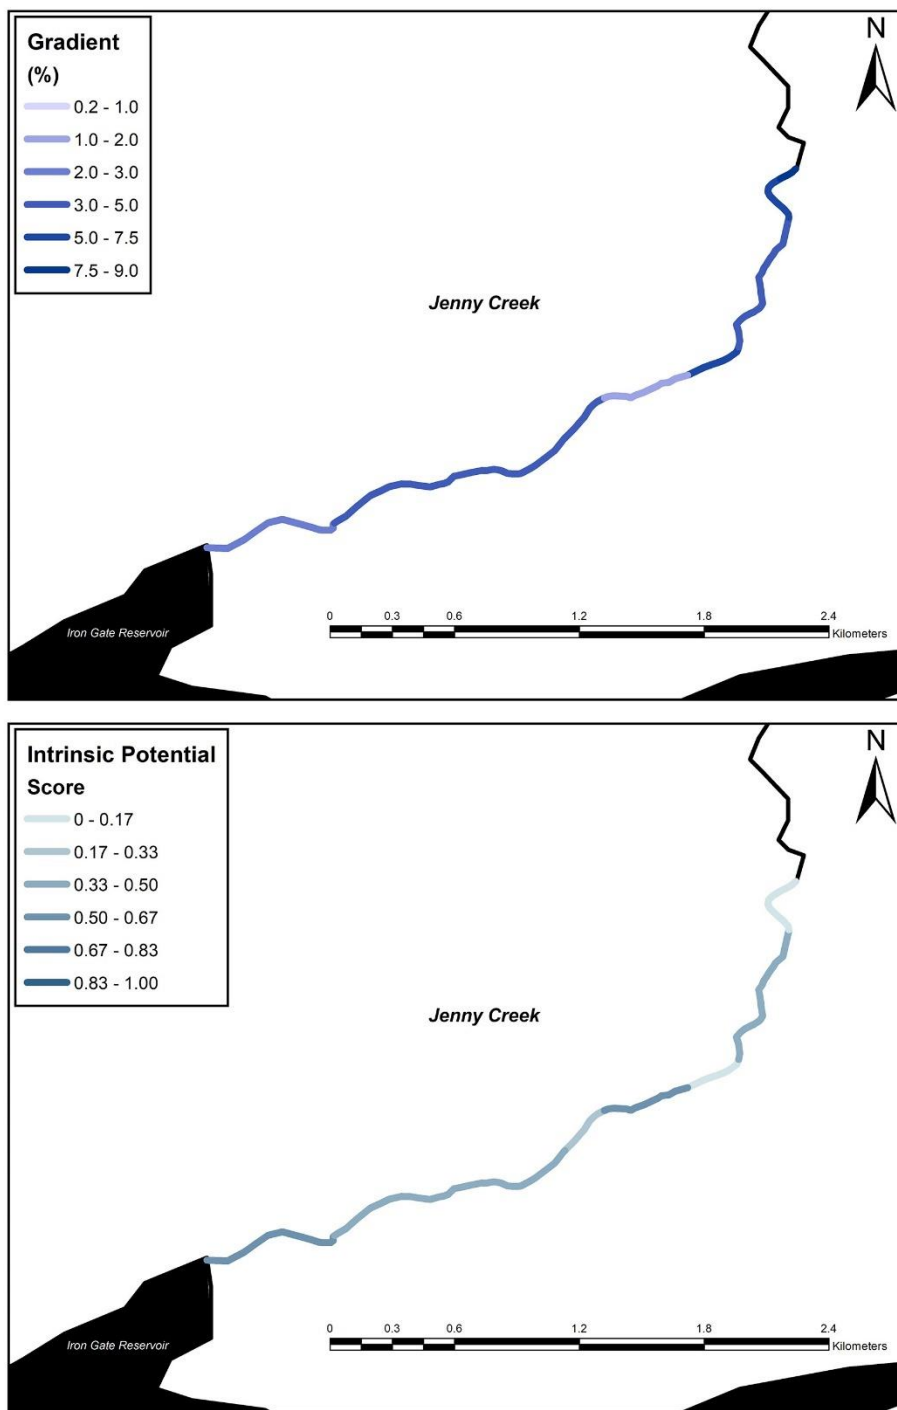 Gradient
(%)
0.2 - 1.0
1.0 - 2.0
2.0 - 3.0
3.0 - 5.0
5.0 - 7.5
7.5 - 9.0
N
Jenny Creek
Iron Gate Reservoir
0 0.3 0.6 1.2 1.8 2.4
Kilometers
Intrinsic Potential
Score
0 - 0.17
0.17 - 0.33
0.33 - 0.50
0.50 - 0.67
0.67 - 0.83
0.83 - 1.00
N
Jenny Creek
Iron Gate Reservoir
0 0.3 0.6 1.2 1.8 2.4
Kilometers